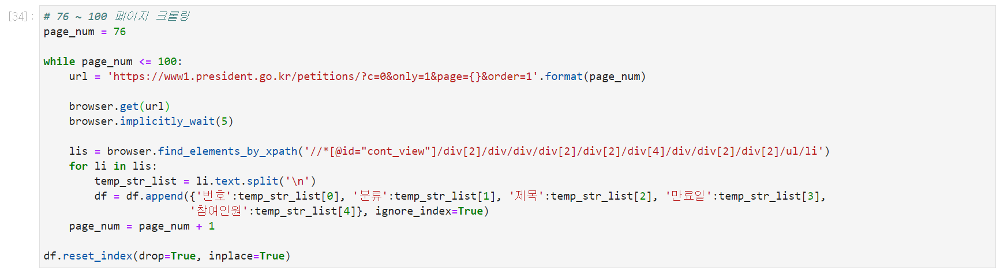 [34]: # 76 ~ 100 페이지 크롤링
page_num = 76
while page_num <= 100:
    url = 'https://www1.president.go.kr/petitions/?c=0&only=1&page={}&order=1'.format(page_num)
    browser.get(url)
    browser.implicitly_wait(5)
    lis = browser.find_elements_by_xpath('//*[@id="cont_view"]/div[2]/div/div/div[2]/div[2]/div[4]/div/div[2]/div[2]/ul/li')
    for li in lis:
        temp_str_list = li.text.split('\n')
        df = df.append({'번호':temp_str_list[0], '분류':temp_str_list[1], '제목':temp_str_list[2], '만료일':temp_str_list[3],
                       '참여인원':temp_str_list[4]}, ignore_index=True)
    page_num = page_num + 1
df.reset_index(drop=True, inplace=True)